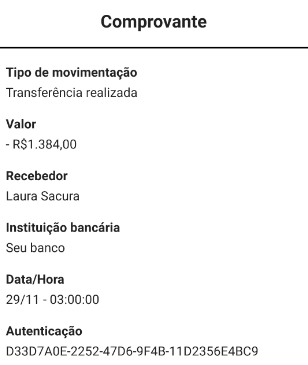 Comprovante
Tipo de movimentação
Transferência realizada
Valor
- R$1.384,00
Recebedor
Laura Sacura
Instituição bancária
Seu banco
Data/Hora
29/11 - 03:00:00
Autenticação
D33D7A0E-2252-47D6-9F4B-11D2356E4BC9